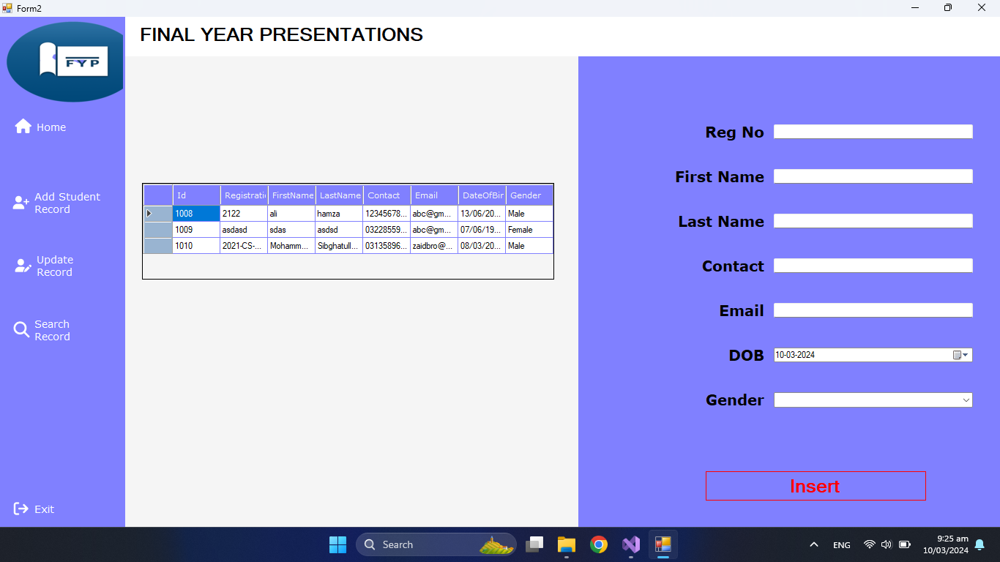 Form2
FYP
FINAL YEAR PRESENTATIONS
Home
Add Student
Record
Update
Record
Search
Record
Exit
Id Registrati FirstName LastName Contact Email DateOfBir Gender
1008 2122 ali hamza 12345678... abc@gm... 13/06/20... Male
1009 asdasd sdas asdsd 03228559... abc@gm... 07/06/19... Female
1010 2021-CS-... Mohamm... Sibghatull... 03135896... zaidbro@... 08/03/20... Male
Reg No
First Name
Last Name
Contact
Email
DOB 10-03-2024
Gender
Insert
Search
ENG
9:25 am
10/03/2024